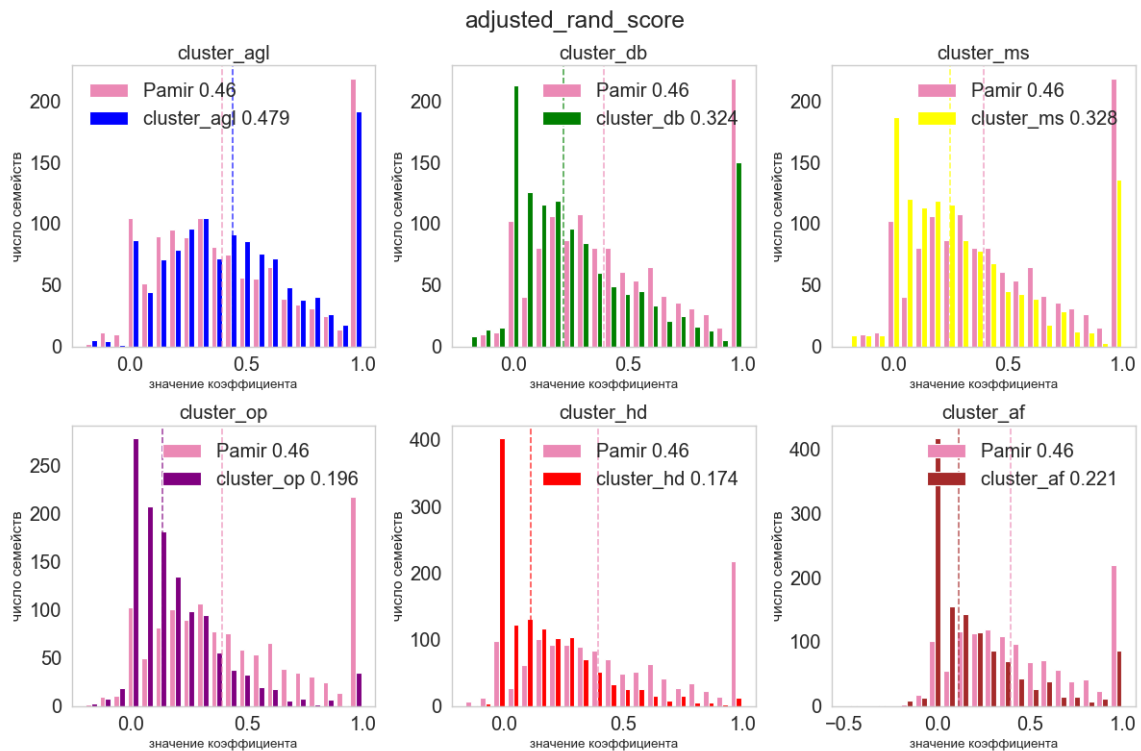 adjusted_rand_score
cluster_agl
число семейств
200
150
100
50
0
Pamir 0.46
cluster_agl 0.479
0.0 0.5 1.0
значение коэффициента
cluster_db
число семейств
200
150
100
50
0
Pamir 0.46
cluster_db 0.324
0.0 0.5 1.0
значение коэффициента
cluster_ms
число семейств
200
150
100
50
0
Pamir 0.46
cluster_ms 0.328
0.0 0.5 1.0
значение коэффициента
cluster_op
число семейств
250
200
150
100
50
0
Pamir 0.46
cluster_op 0.196
0.0 0.5 1.0
значение коэффициента
cluster_hd
число семейств
400
300
200
100
0
Pamir 0.46
cluster_hd 0.174
0.0 0.5 1.0
значение коэффициента
cluster_af
число семейств
400
300
200
100
0
Pamir 0.46
cluster_af 0.221
−0.5 0.0 0.5 1.0
значение коэффициента